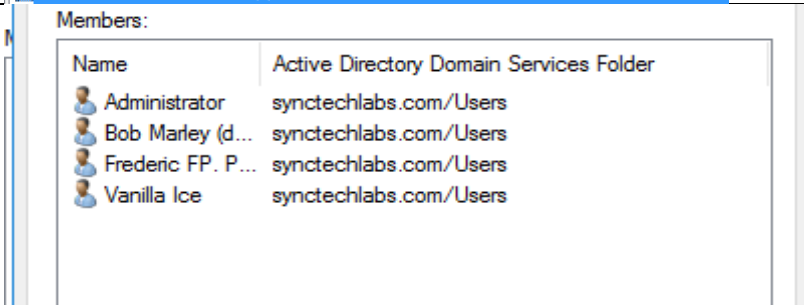 Members:
Name Active Directory Domain Services Folder
Administrator synctechlabs.com/Users
Bob Marley (d... synctechlabs.com/Users
Frederic FP. P... synctechlabs.com/Users
Vanilla Ice synctechlabs.com/Users